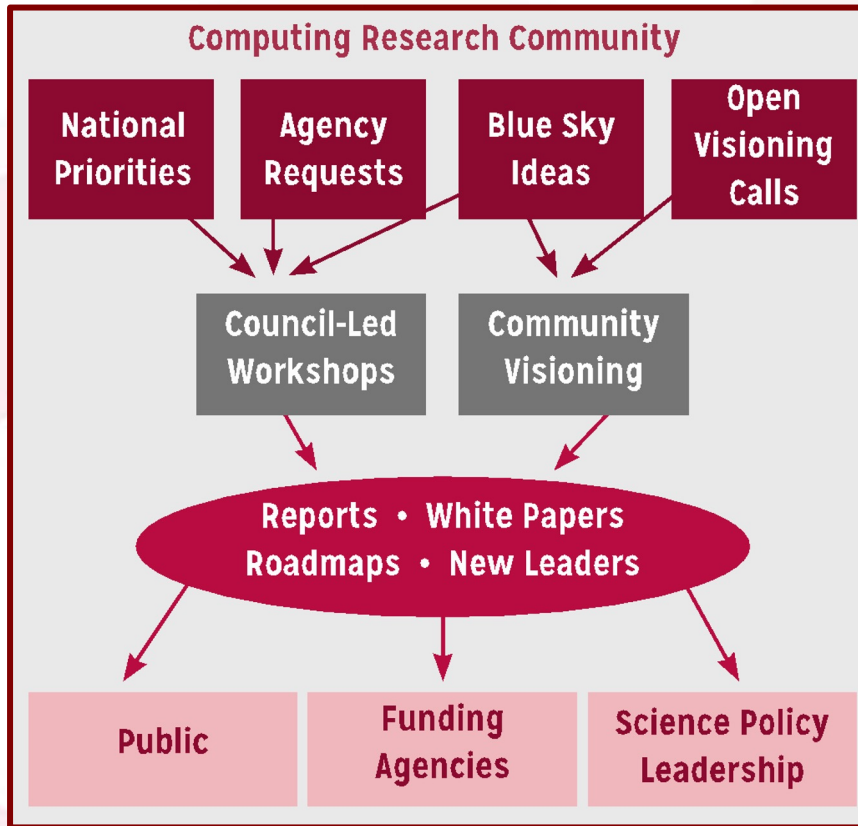 Computing Research Community
National
Priorities
Agency
Requests
Blue Sky
Ideas
Open
Visioning
Calls
Council-Led
Workshops
Community
Visioning
Reports • White Papers
Roadmaps • New Leaders
Public
Funding
Agencies
Science Policy
Leadership